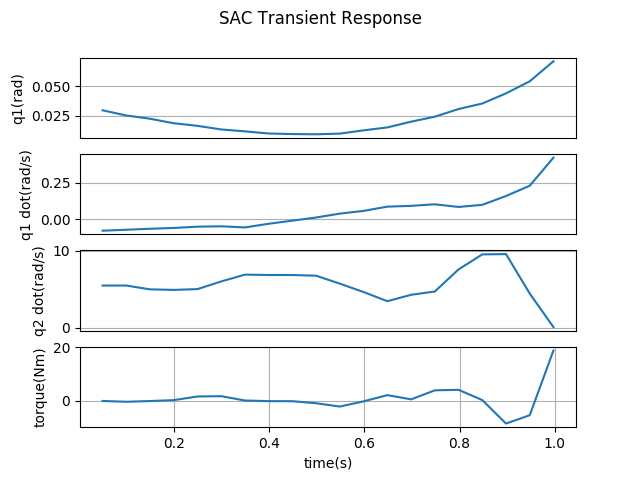 SAC Transient Response
q1(rad)
0.050
0.025
q1 dot(rad/s)
0.25
0.00
q2 dot(rad/s)
10
0
torque(Nm)
20
0
0.2 0.4 0.6 0.8 1.0
time(s)